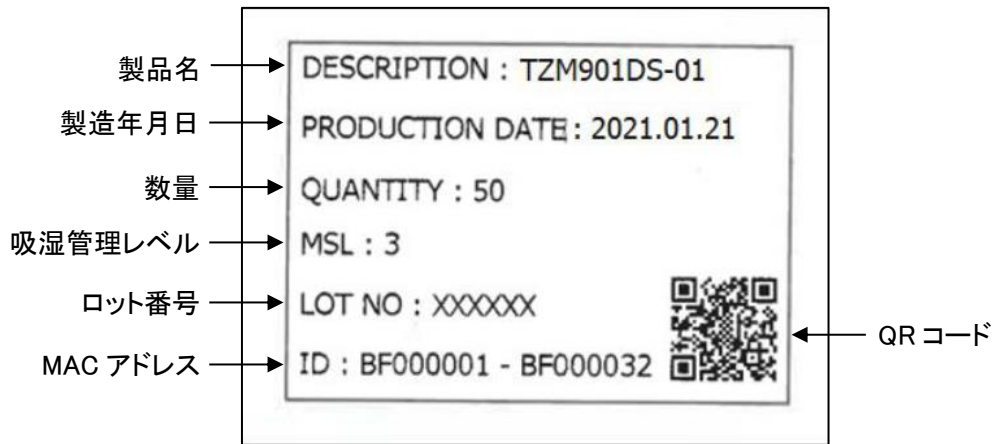 製品名
DESCRIPTION : TZM901DS-01
製造年月日
PRODUCTION DATE : 2021.01.21
数量
QUANTITY : 50
吸湿管理レベル
MSL : 3
ロット番号
LOT NO : XXXXXX
QR コード
MAC アドレス
ID : BF000001 - BF000032